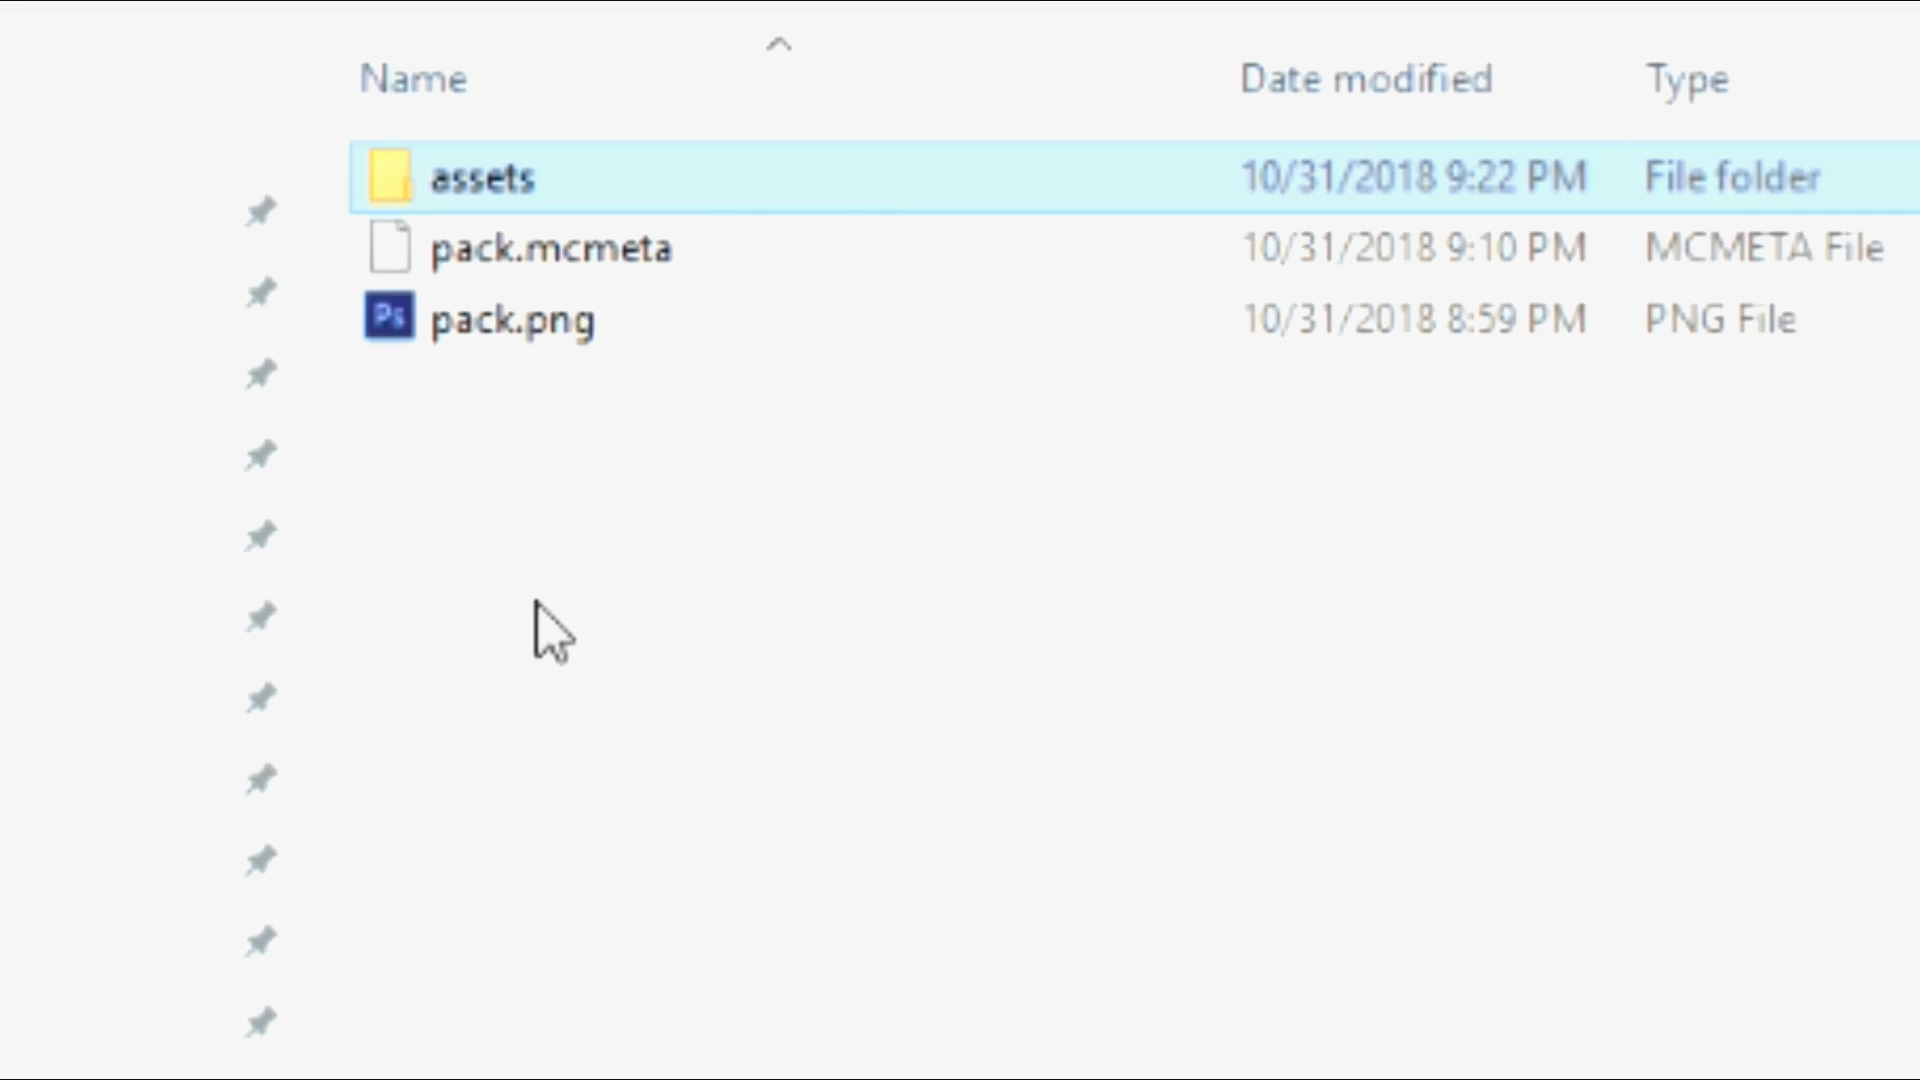 Name Date modified Type
assets 10/31/2018 9:22 PM File folder
pack.mcmeta 10/31/2018 9:10 PM MCMETA File
Ps pack.png 10/31/2018 8:59 PM PNG File